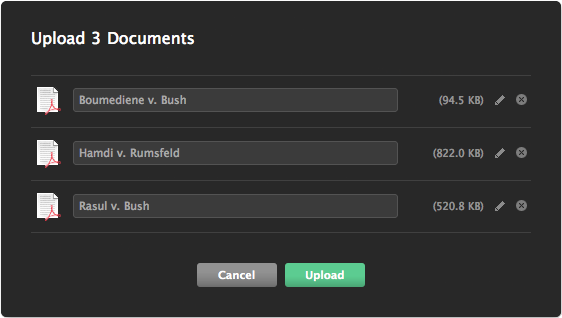 Upload 3 Documents
Boumediene v. Bush (94.5 KB)
Hamdi v. Rumsfeld (822.0 KB)
Rasul v. Bush (520.8 KB)
Cancel Upload